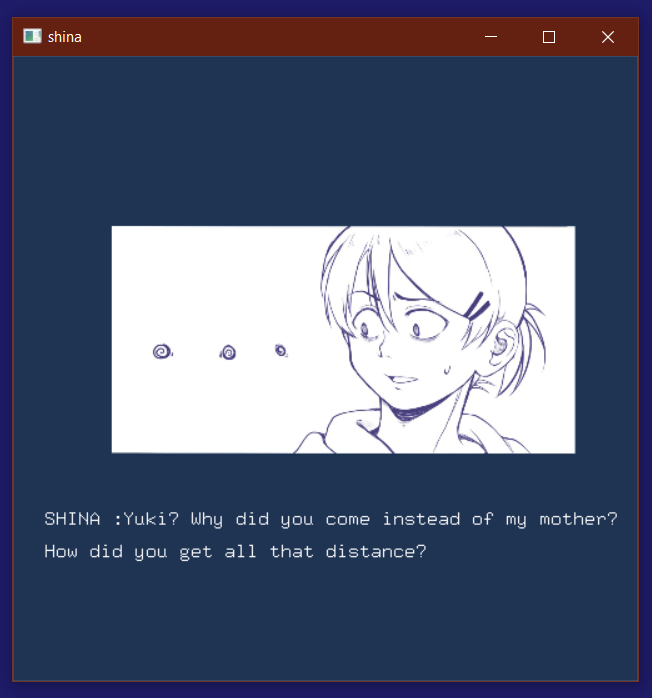 shina
SHINA :Yuki? Why did you come instead of my mother?
How did you get all that distance?